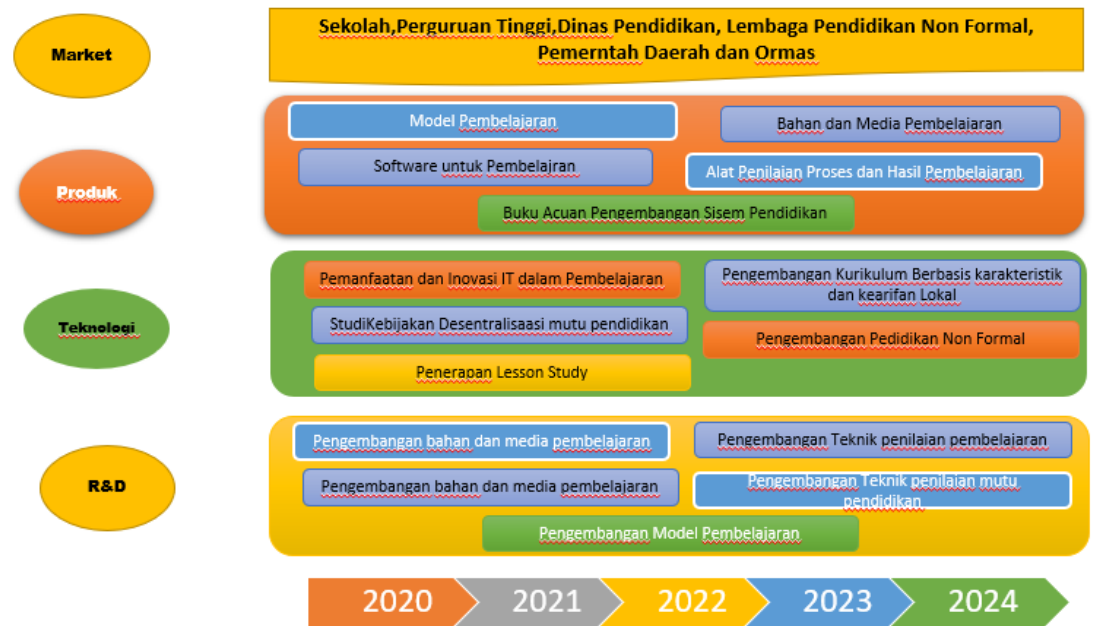 Market
Sekolah,Perguruan Tinggi,Dinas Pendidikan, Lembaga Pendidikan Non Formal,
Pemerntah Daerah dan Ormas
Produk
Model Pembelajaran
Bahan dan Media Pembelajaran
Software untuk Pembelajran
Alat Penilaian Proses dan Hasil Pembelajaran
Buku Acuan Pengembangan Sisem Pendidikan
Teknologi
Pemanfaatan dan Inovasi IT dalam Pembelajaran
Pengembangan Kurikulum Berbasis karakteristik
dan kearifan Lokal
StudiKebijakan Desentralisaasi mutu pendidikan
Pengembangan Pedidikan Non Formal
Penerapan Lesson Study
R&D
Pengembangan bahan dan media pembelajaran
Pengembangan Teknik penilaian pembelajaran
Pengembangan bahan dan media pembelajaran
Pengembangan Teknik penilaian mutu
pendidikan
Pengembangan Model Pembelajaran
2020
2021
2022
2023
2024